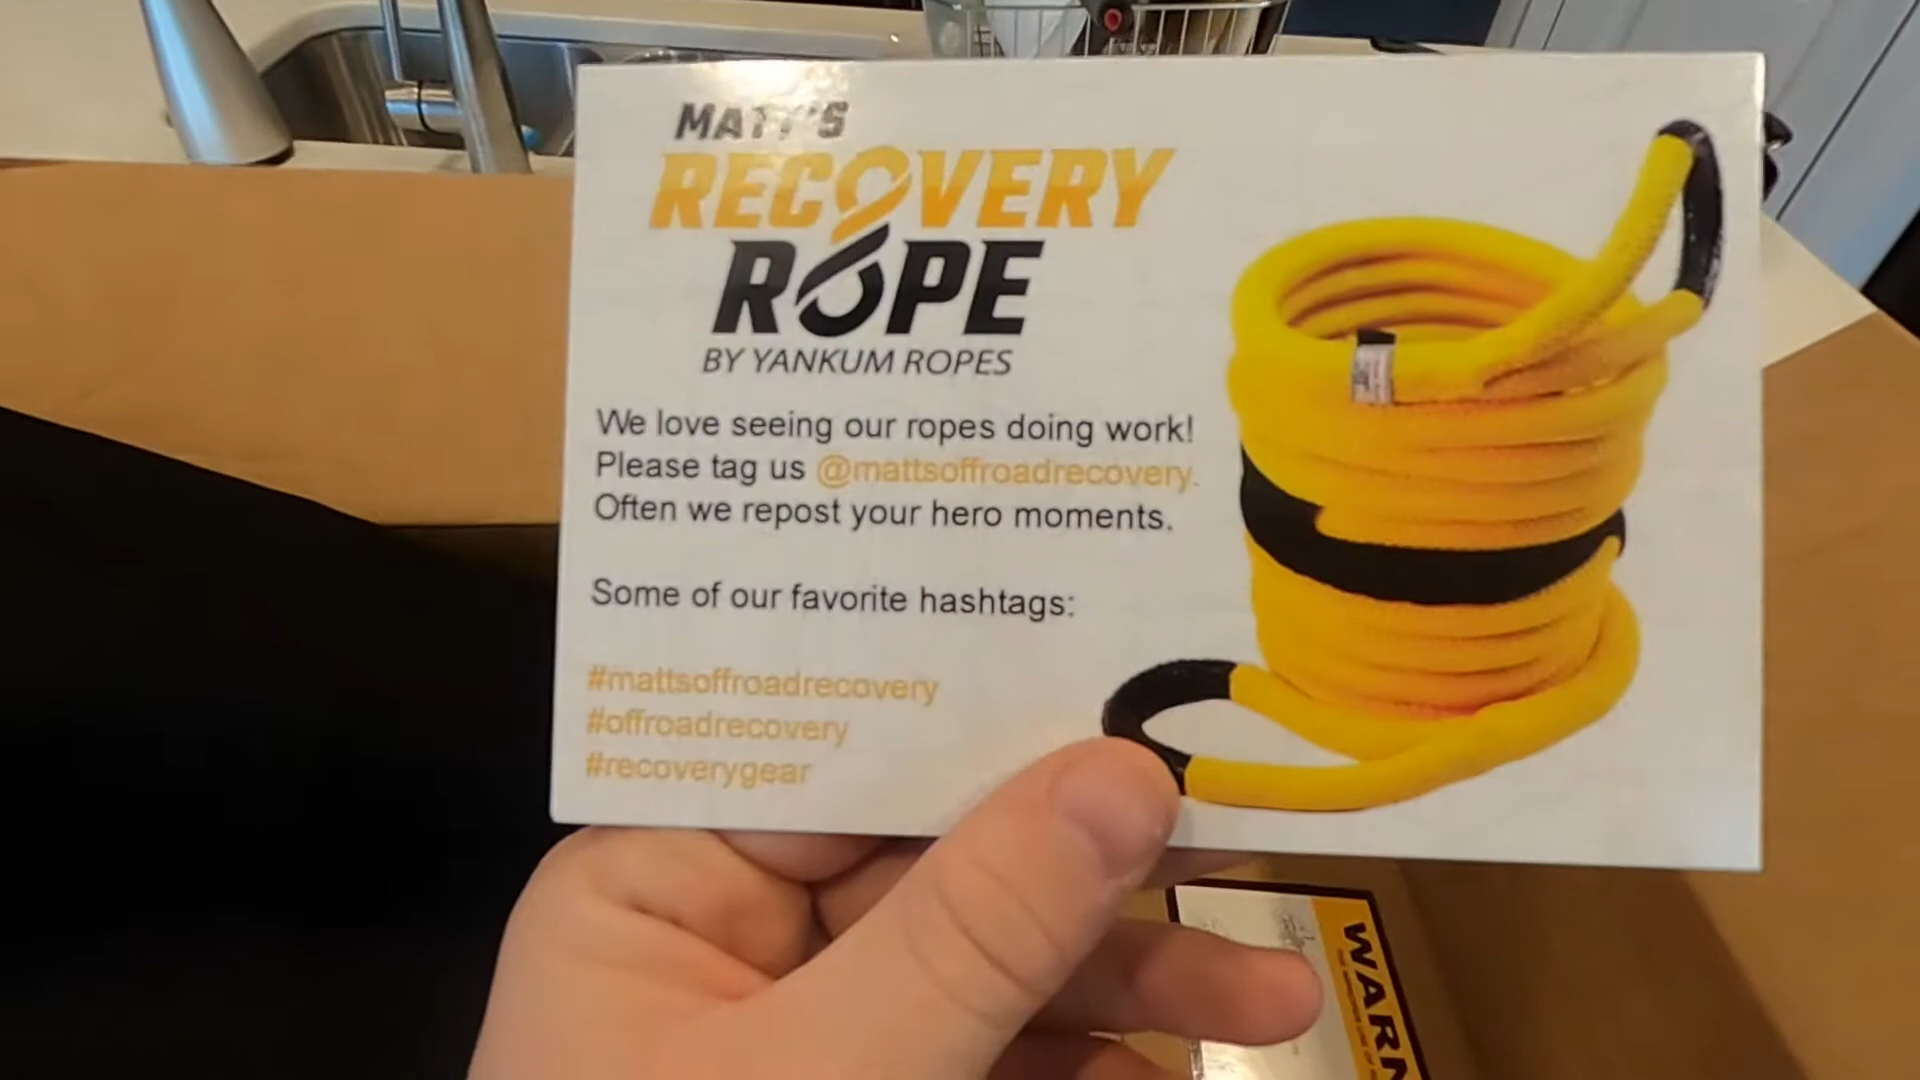 MATT'S
RECOVERY
ROPE
BY YANKUM ROPES
We love seeing our ropes doing work!
Please tag us @mattsoffroadrecovery.
Often we repost your hero moments.
Some of our favorite hashtags:
#mattsoffroadrecovery
#offroadrecovery
#recoverygear
WARN